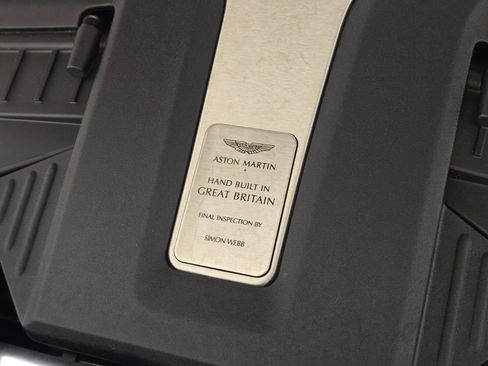 ASTON MARTIN
HAND BUILT IN
GREAT BRITAIN
FINAL INSPECTION BY
SIMON WEBB